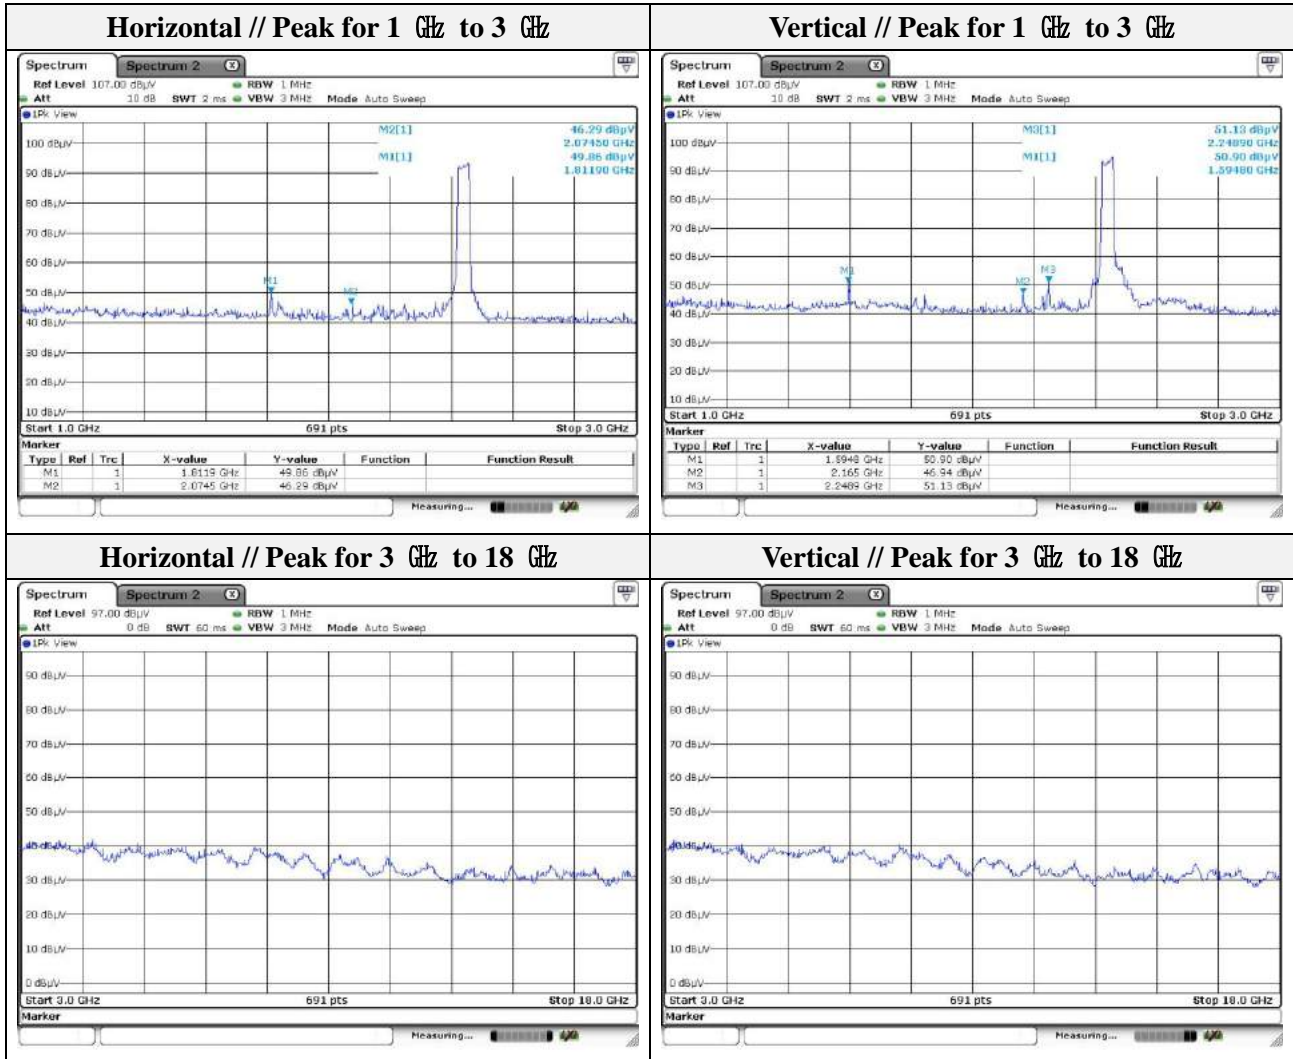 Horizontal // Peak for 1 ㎓ to 3 ㎓
Spectrum Spectrum 2 X
Ref Level 107.00 dBµV RBW 1 MHz
Att 10 dB SWT 2 ms VBW 3 MHz Mode Auto Sweep
1Pk View
M2[1] 46.29 dBµV
2.07450 GHz
M1[1] 49.86 dBµV
1.81190 GHz
100 dBµV
90 dBµV
80 dBµV
70 dBµV
60 dBµV
50 dBµV
40 dBµV
30 dBµV
20 dBµV
10 dBµV
M1
M2
Start 1.0 GHz 691 pts Stop 3.0 GHz
Marker
Type Ref Trc X-value Y-value Function Function Result
M1 1 1.8119 GHz 49.86 dBµV
M2 1 2.0745 GHz 46.29 dBµV
Measuring...
Vertical // Peak for 1 ㎓ to 3 ㎓
Spectrum Spectrum 2 X
Ref Level 107.00 dBµV RBW 1 MHz
Att 10 dB SWT 2 ms VBW 3 MHz Mode Auto Sweep
1Pk View
M3[1] 51.13 dBµV
2.24890 GHz
M1[1] 50.90 dBµV
1.59480 GHz
100 dBµV
90 dBµV
80 dBµV
70 dBµV
60 dBµV
50 dBµV
40 dBµV
30 dBµV
20 dBµV
10 dBµV
M1
M2
M3
Start 1.0 GHz 691 pts Stop 3.0 GHz
Marker
Type Ref Trc X-value Y-value Function Function Result
M1 1 1.5948 GHz 50.90 dBµV
M2 1 2.165 GHz 46.94 dBµV
M3 1 2.2489 GHz 51.13 dBµV
Measuring...
Horizontal // Peak for 3 ㎓ to 18 ㎓
Spectrum Spectrum 2 X
Ref Level 97.00 dBµV RBW 1 MHz
Att 0 dB SWT 60 ms VBW 3 MHz Mode Auto Sweep
1Pk View
90 dBµV
80 dBµV
70 dBµV
60 dBµV
50 dBµV
40 dBµV
30 dBµV
20 dBµV
10 dBµV
0 dBµV
Start 3.0 GHz 691 pts Stop 18.0 GHz
Marker
Measuring...
Vertical // Peak for 3 ㎓ to 18 ㎓
Spectrum Spectrum 2 X
Ref Level 97.00 dBµV RBW 1 MHz
Att 0 dB SWT 60 ms VBW 3 MHz Mode Auto Sweep
1Pk View
90 dBµV
80 dBµV
70 dBµV
60 dBµV
50 dBµV
40 dBµV
30 dBµV
20 dBµV
10 dBµV
0 dBµV
Start 3.0 GHz 691 pts Stop 18.0 GHz
Marker
Measuring...